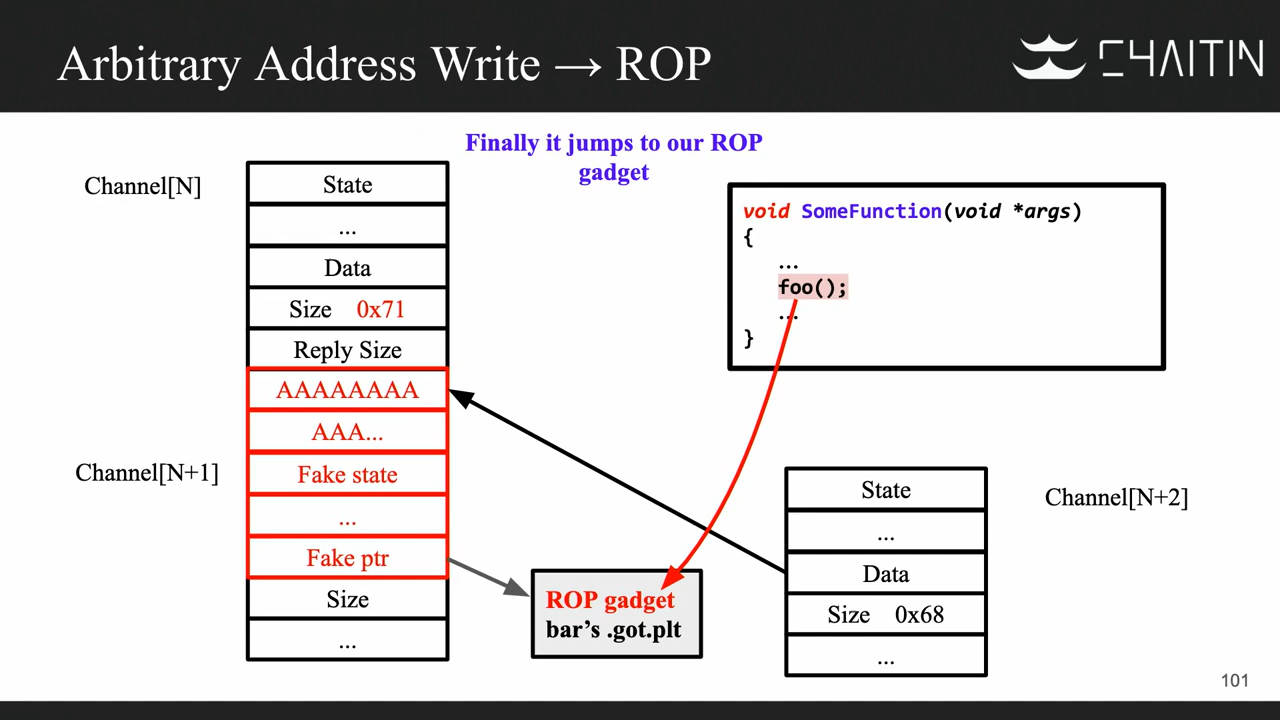 Arbitrary Address Write → ROP
CHAITIN
Finally it jumps to our ROP
gadget
Channel[N]
State
...
Data
Size 0x71
Reply Size
AAAAAAAA
AAA...
Channel[N+1]
Fake state
...
Fake ptr
Size
...
void SomeFunction(void *args)
{
...
foo();
...
}
ROP gadget
bar’s .got.plt
State
Channel[N+2]
...
Data
Size 0x68
...
101